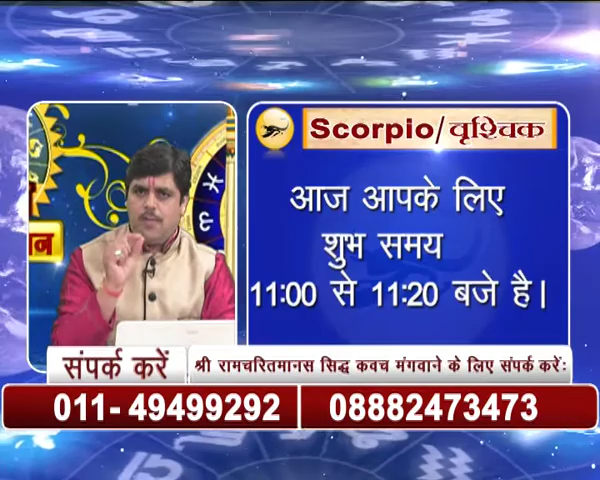 Scorpio/वृश्चिक
आज आपके लिए
शुभ समय
11:00 से 11:20 बजे है।
संपर्क करें
श्री रामचरितमानस सिद्ध कवच मंगवाने के लिए संपर्क करें:
011- 49499292
08882473473